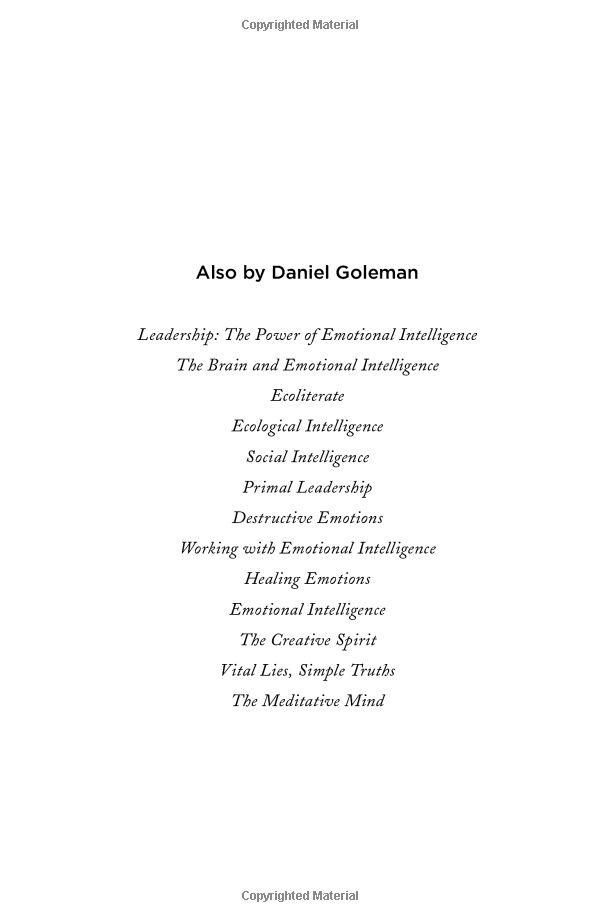 Copyrighted Material
Also by Daniel Goleman
Leadership: The Power of Emotional Intelligence
The Brain and Emotional Intelligence
Ecoliterate
Ecological Intelligence
Social Intelligence
Primal Leadership
Destructive Emotions
Working with Emotional Intelligence
Healing Emotions
Emotional Intelligence
The Creative Spirit
Vital Lies, Simple Truths
The Meditative Mind
Copyrighted Material